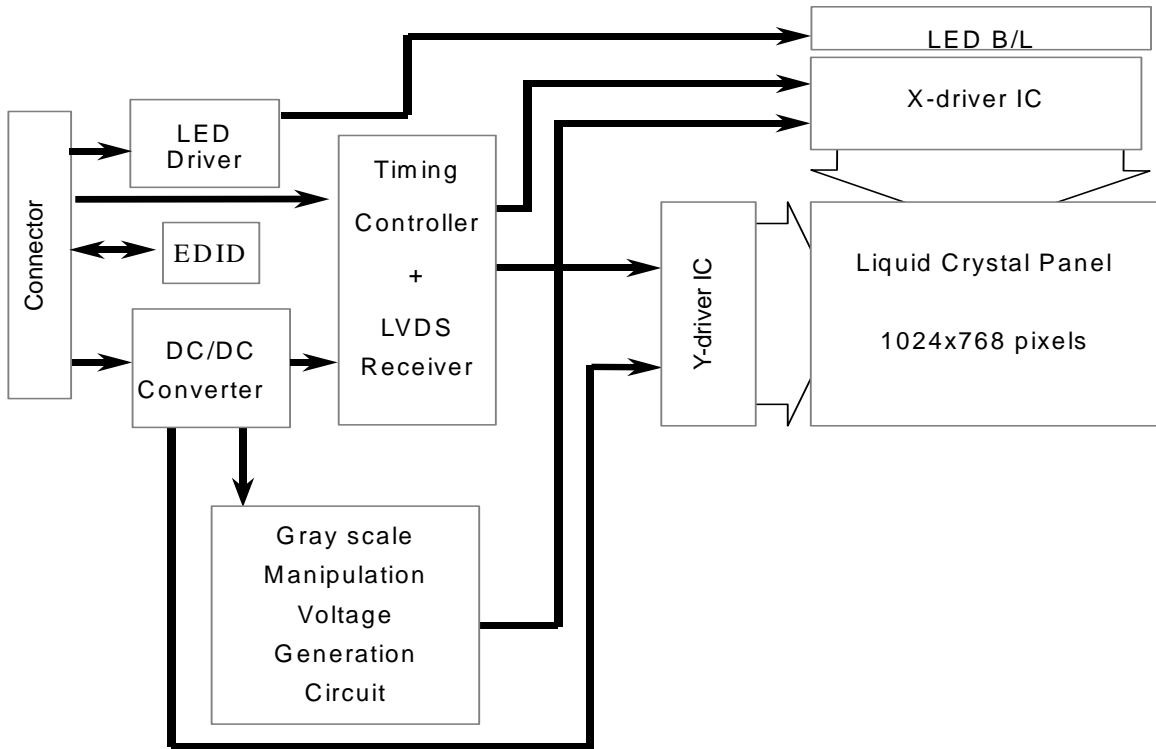 LED B/L
X-driver IC
LED
Driver
Timing
Controller
+
LVDS
Receiver
Connector
EDID
DC/DC
Converter
Y-driver IC
Liquid Crystal Panel
1024x768 pixels
Gray scale
Manipulation
Voltage
Generation
Circuit